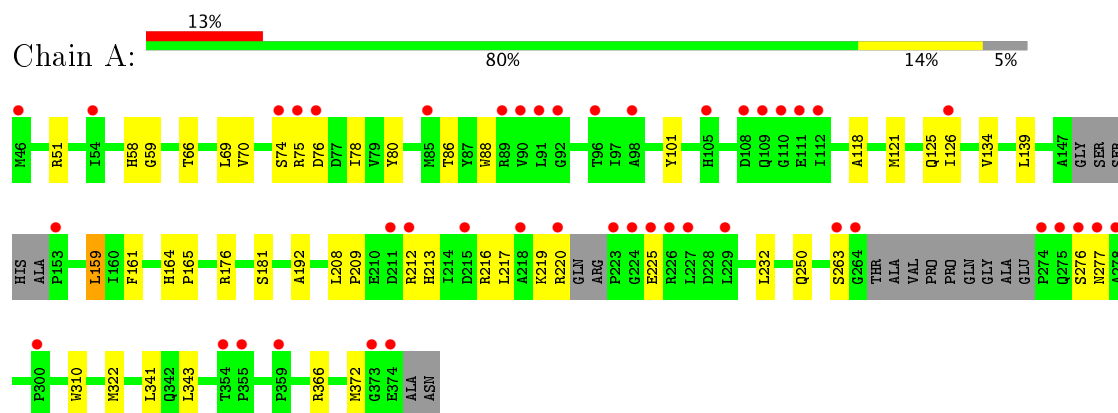 13%
Chain A:
80% 14% 5%
M46 R51 I54 H58 G59 T66 L69 V70 S74 R75 D76 D77 I78 V79 Y80 M85 T86 Y87 W88 R89 V90 L91 G92 T96 I97 A98 Y101 H105 D108 Q109 G110 E111 I112 A118 M121 Q125 I126 V134 L139 A147 GLY SER SER
HIS ALA P153 L159 I160 F161 H164 P165 R176 S181 A192 L208 P209 E210 D211 R212 H213 I214 D215 R216 L217 A218 K219 R220 GLN ARG P223 G224 E225 R226 L227 D228 L229 L232 Q250 S263 G264 THR ALA VAL PRO PRO GLN GLY ALA GLU P274 Q275 S276 N277 A278
P300 W310 M322 L341 Q342 L343 T354 P355 P359 R366 M372 G373 E374 ALA ASN